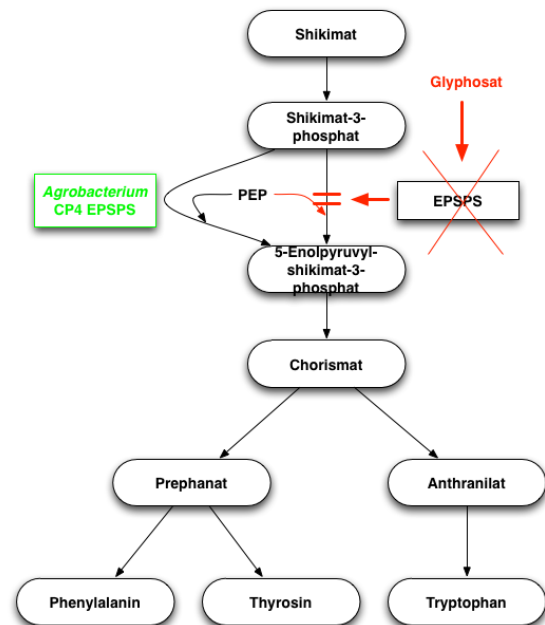 Shikimat
Glyphosat
Shikimat-3-
phosphat
Agrobacterium
CP4 EPSPS
PEP
EPSPS
5-Enolpyruvyl-
shikimat-3-
phosphat
Chorismat
Prephanat
Anthranilat
Phenylalanin
Thyrosin
Tryptophan